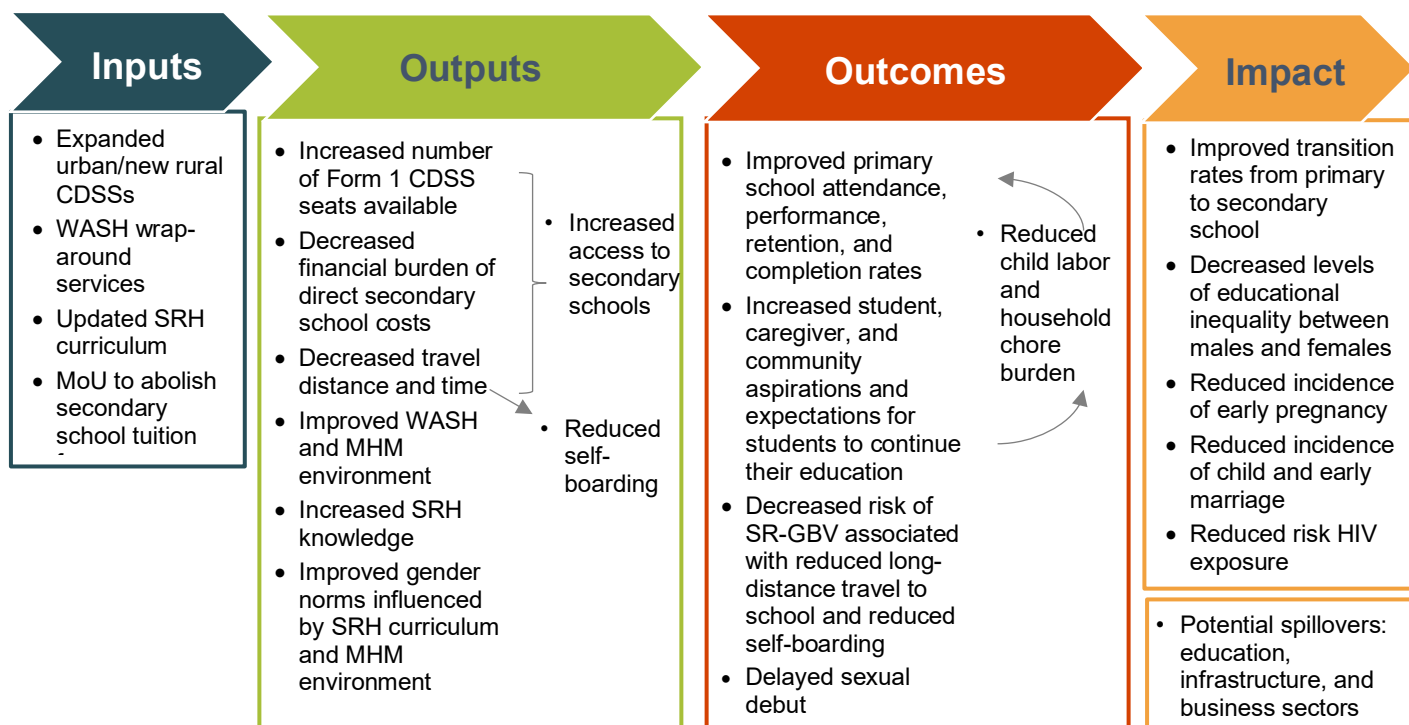 Inputs
Outputs
Outcomes
Impact
• Expanded
urban/new rural
CDSSs
• WASH wrap-
around
services
• Updated SRH
curriculum
• MoU to abolish
secondary
school tuition
• Increased number
of Form 1 CDSS
seats available
• Decreased
financial burden of
direct secondary
school costs
• Decreased travel
distance and time
• Improved WASH
and MHM
environment
• Increased SRH
knowledge
• Improved gender
norms influenced
by SRH curriculum
and MHM
environment
• Increased
access to
secondary
schools
• Reduced
self-
boarding
• Improved primary
school attendance,
performance,
retention, and
completion rates
• Increased student,
caregiver, and
community
aspirations and
expectations for
students to continue
their education
• Decreased risk of
SR-GBV associated
with reduced long-
distance travel to
school and reduced
self-boarding
• Delayed sexual
debut
• Reduced
child labor
and
household
chore
burden
• Improved transition
rates from primary
to secondary
school
• Decreased levels
of educational
inequality between
males and females
• Reduced incidence
of early pregnancy
• Reduced incidence
of child and early
marriage
• Reduced risk HIV
exposure
• Potential spillovers:
education,
infrastructure, and
business sectors